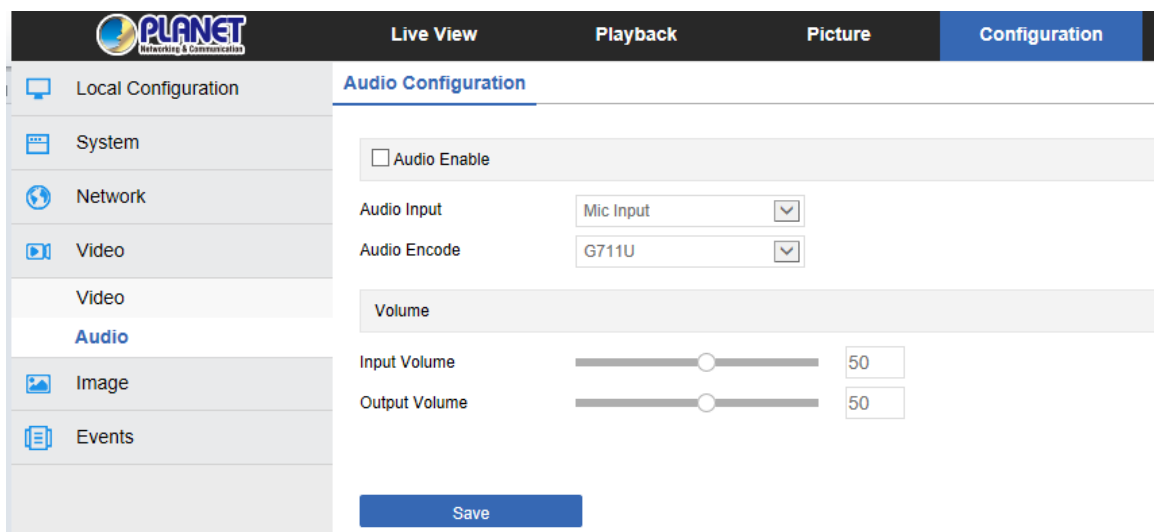 PLANET
Networking & Communication
Live View Playback Picture Configuration
Local Configuration
System
Network
Video
Video
Audio
Image
Events
Audio Configuration
Audio Enable
Audio Input Mic Input
Audio Encode G711U
Volume
Input Volume 50
Output Volume 50
Save